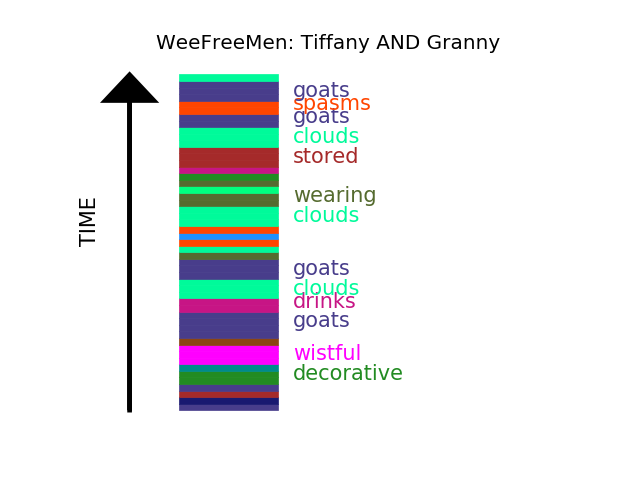 WeeFreeMen: Tiffany AND Granny
goats
spasms
goats
clouds
stored
wearing
clouds
TIME
goats
clouds
drinks
goats
wistful
decorative